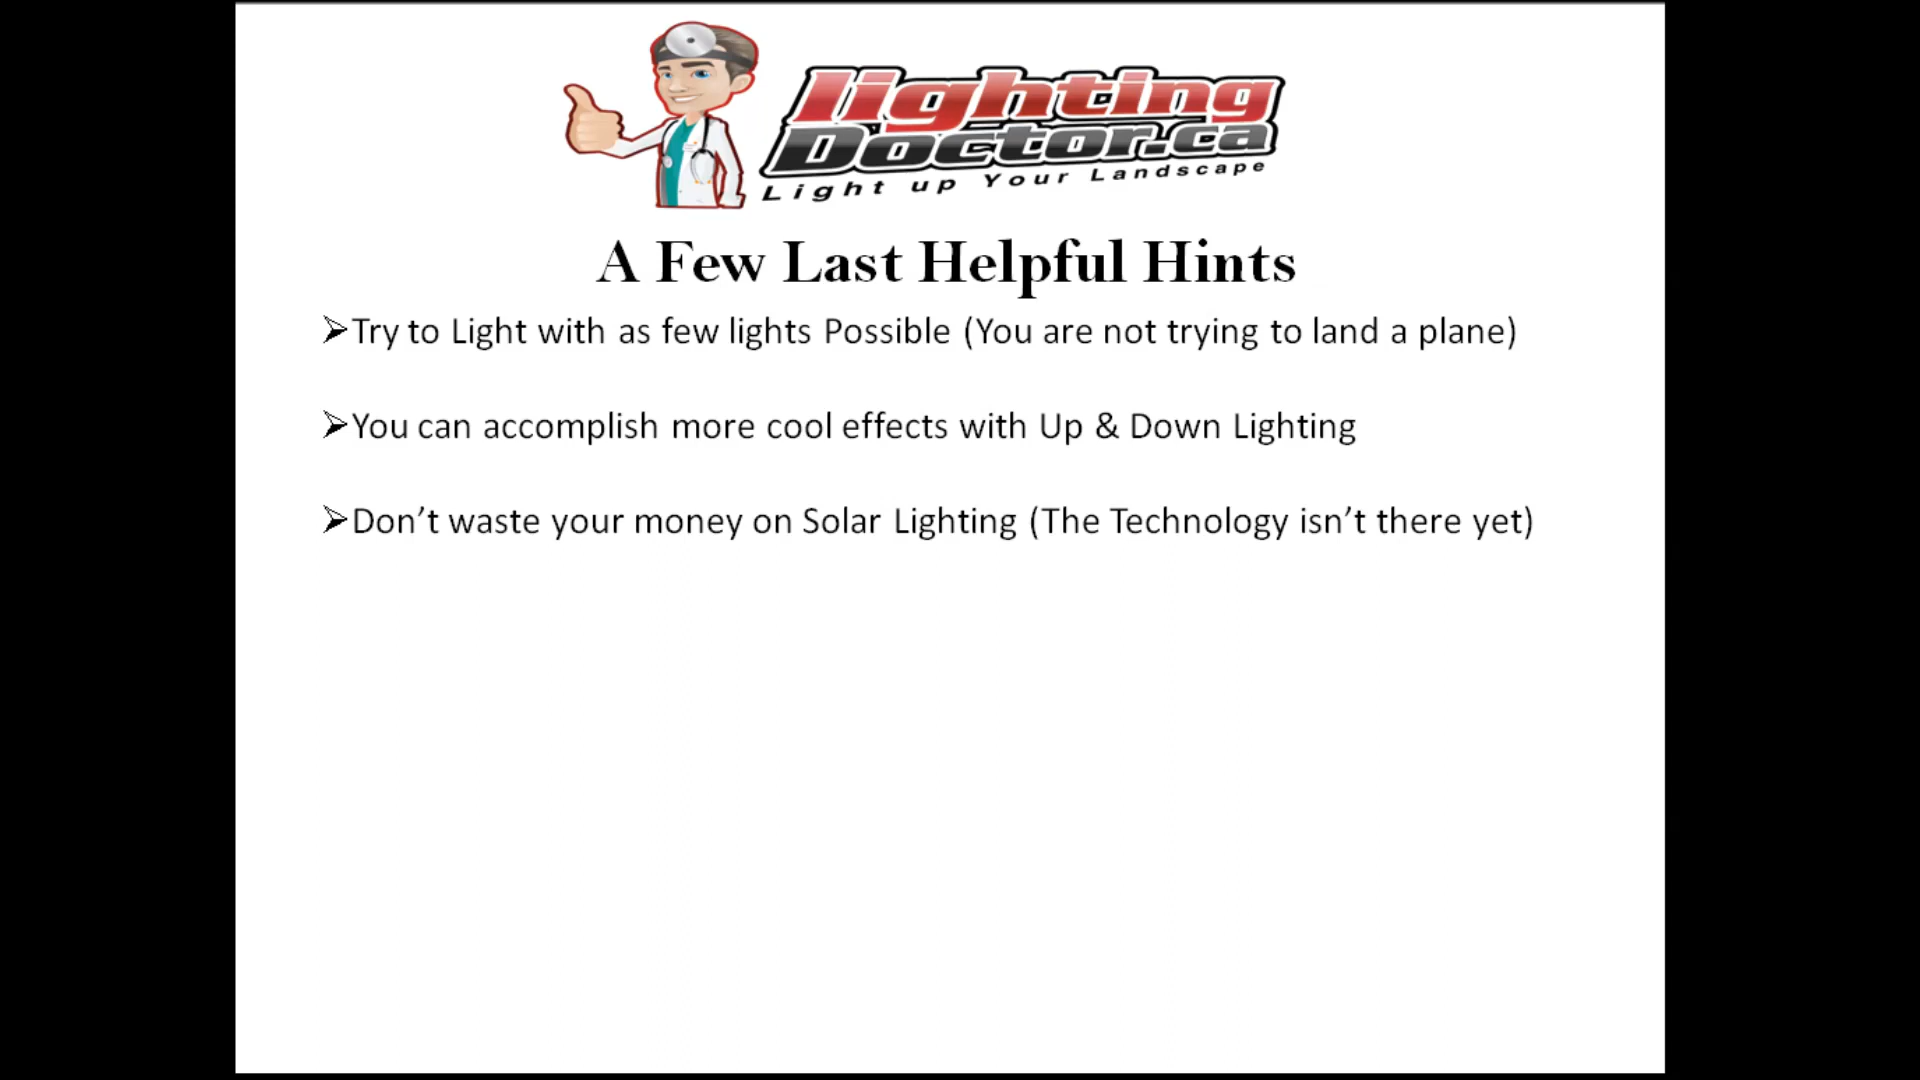 Lighting
Doctor.ca
Light up Your Landscape
A Few Last Helpful Hints
➢Try to Light with as few lights Possible (You are not trying to land a plane)
➢You can accomplish more cool effects with Up & Down Lighting
➢Don’t waste your money on Solar Lighting (The Technology isn’t there yet)